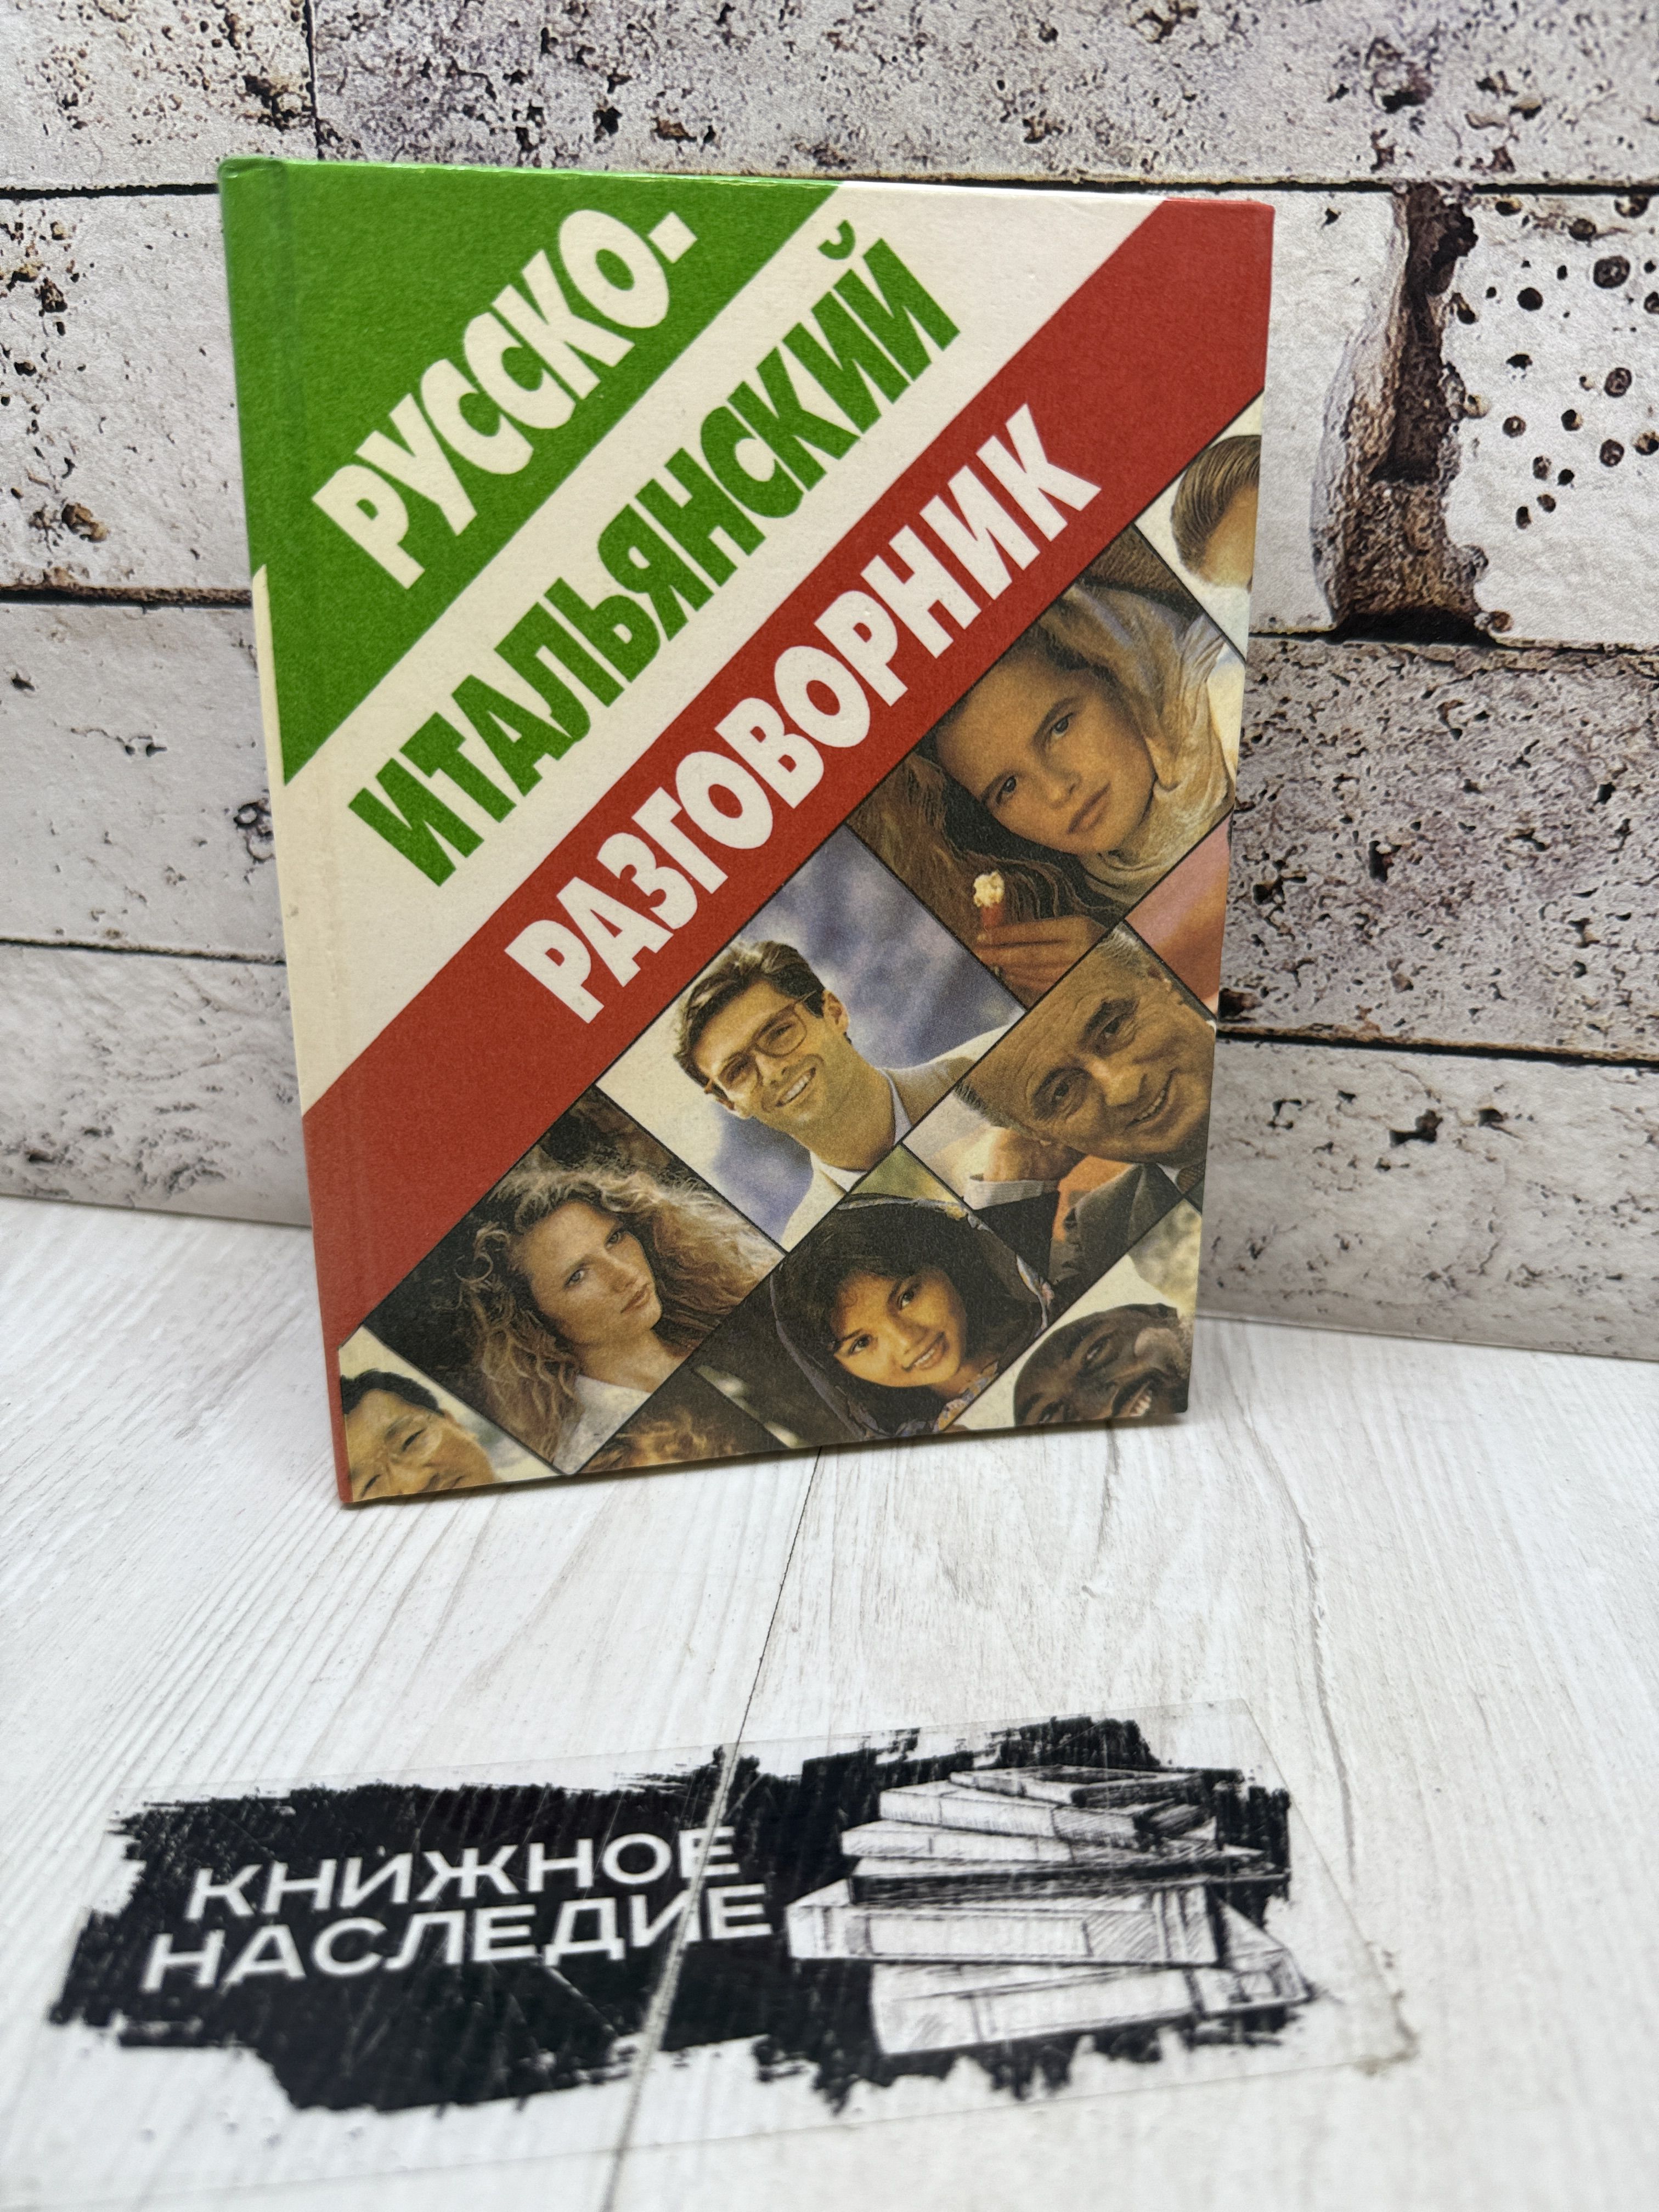 РУССКО-
ИТАЛЬЯНСКИЙ
РАЗГОВОРНИК
КНИЖНОЕ
НАСЛЕДИЕ